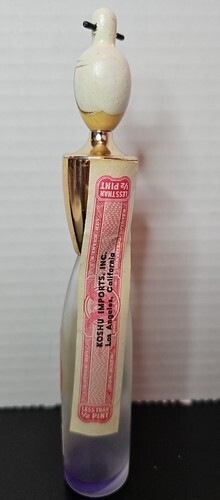 LESS THAN
1/2 PINT
KOSHU IMPORTS, INC.
Los Angeles, California
LESS THAN
1/2 PINT